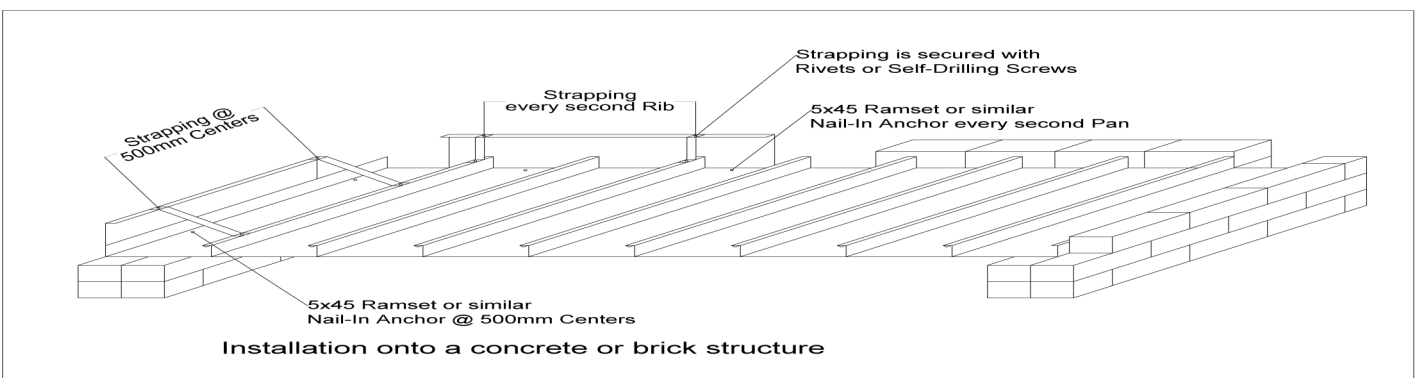 Strapping is secured with
Rivets or Self-Drilling Screws
Strapping
every second Rib
5x45 Ramset or similar
Nail-In Anchor every second Pan
Strapping @
500mm Centers
5x45 Ramset or similar
Nail-In Anchor @ 500mm Centers
Installation onto a concrete or brick structure